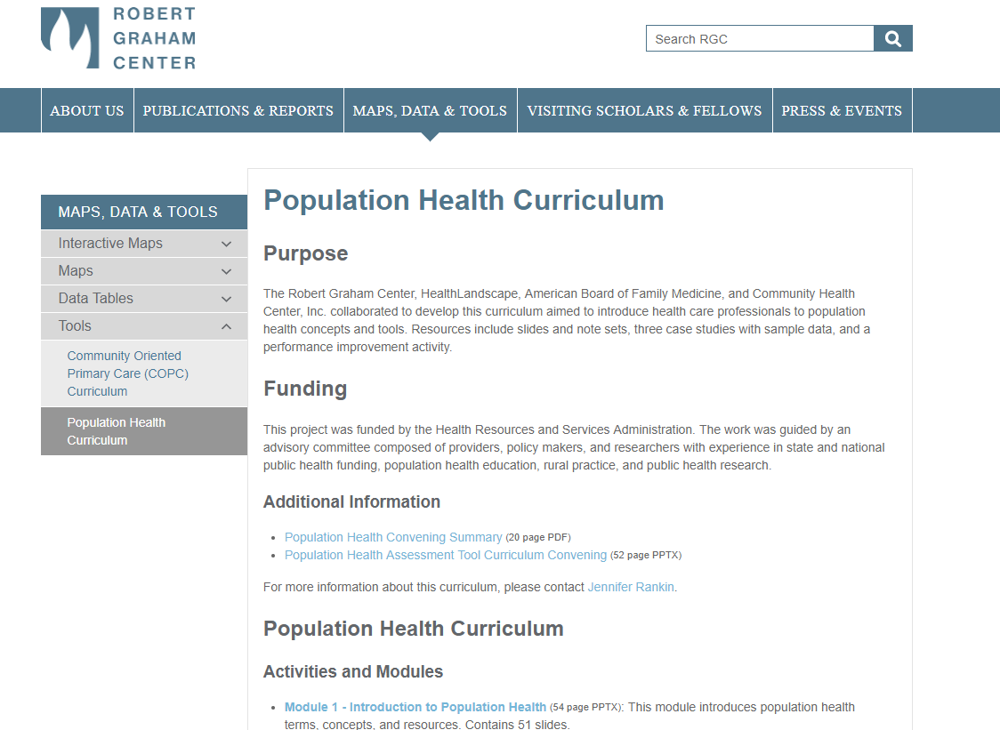 ROBERT
GRAHAM
CENTER
Search RGC
ABOUT US
PUBLICATIONS & REPORTS
MAPS, DATA & TOOLS
VISITING SCHOLARS & FELLOWS
PRESS & EVENTS
MAPS, DATA & TOOLS
Interactive Maps
Maps
Data Tables
Tools
Community Oriented
Primary Care (COPC)
Curriculum
Population Health
Curriculum
Population Health Curriculum
Purpose
The Robert Graham Center, HealthLandscape, American Board of Family Medicine, and Community Health
Center, Inc. collaborated to develop this curriculum aimed to introduce health care professionals to population
health concepts and tools. Resources include slides and note sets, three case studies with sample data, and a
performance improvement activity.
Funding
This project was funded by the Health Resources and Services Administration. The work was guided by an
advisory committee composed of providers, policy makers, and researchers with experience in state and national
public health funding, population health education, rural practice, and public health research.
Additional Information
• Population Health Convening Summary (20 page PDF)
• Population Health Assessment Tool Curriculum Convening (52 page PPTX)
For more information about this curriculum, please contact Jennifer Rankin.
Population Health Curriculum
Activities and Modules
• Module 1 - Introduction to Population Health (54 page PPTX): This module introduces population health
terms, concepts, and resources. Contains 51 slides.